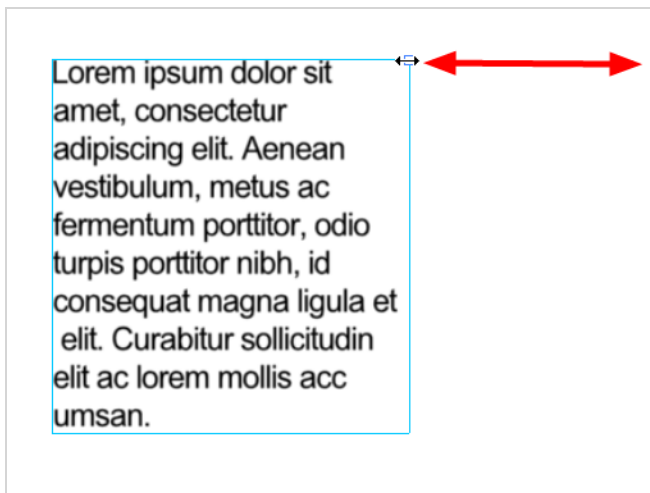 Lorem ipsum dolor sit
amet, consectetur
adipiscing elit. Aenean
vestibulum, metus ac
fermentum porttitor, odio
turpis porttitor nibh, id
consequat magna ligula et
elit. Curabitur sollicitudin
elit ac lorem mollis acc
umsan.